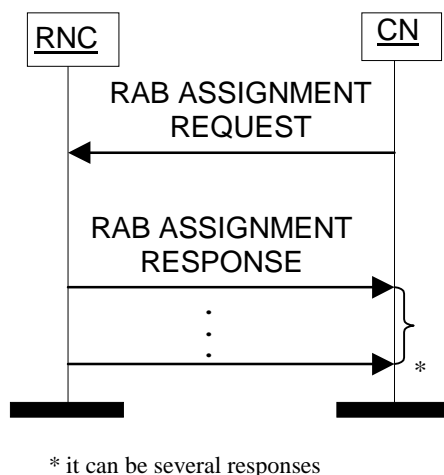 RNC
CN
RAB ASSIGNMENT
REQUEST
RAB ASSIGNMENT
RESPONSE
*
* it can be several responses